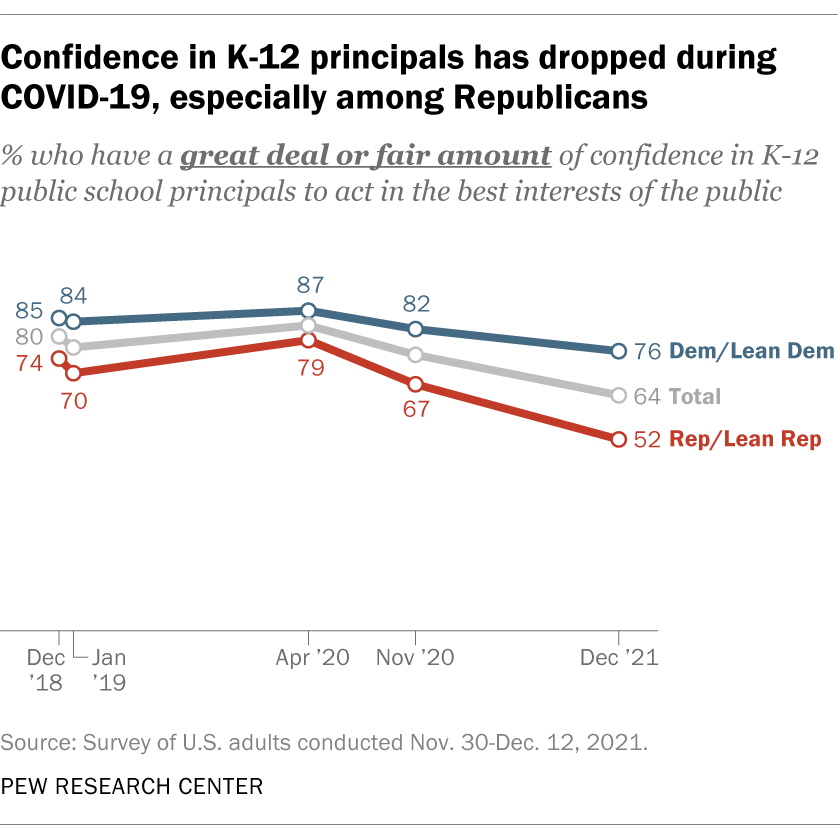 Confidence in K-12 principals has dropped during
COVID-19, especially among Republicans
% who have a great deal or fair amount of confidence in K-12
public school principals to act in the best interests of the public
87
85 84
82
80
74
79
76 Dem/Lean Dem
70
67
64 Total
52 Rep/Lean Rep
Dec Jan Apr ’20 Nov ’20 Dec ’21
’18 ’19
Source: Survey of U.S. adults conducted Nov. 30-Dec. 12, 2021.
PEW RESEARCH CENTER